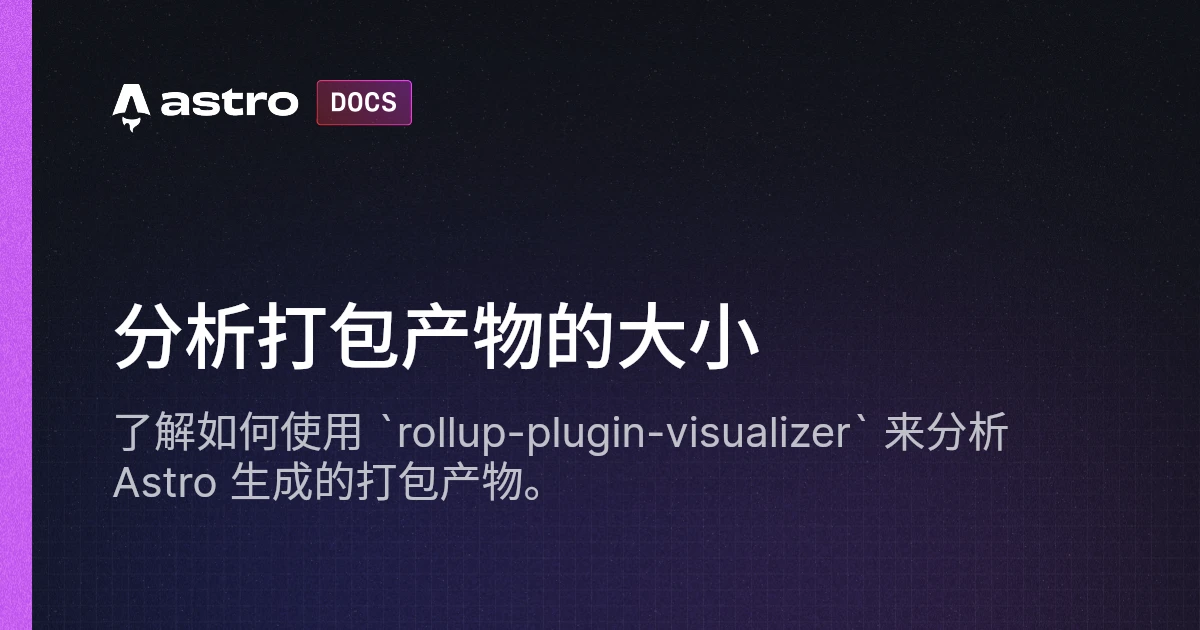 astro DOCS
分析打包产物的大小
了解如何使用 `rollup-plugin-visualizer` 来分析
Astro 生成的打包产物。